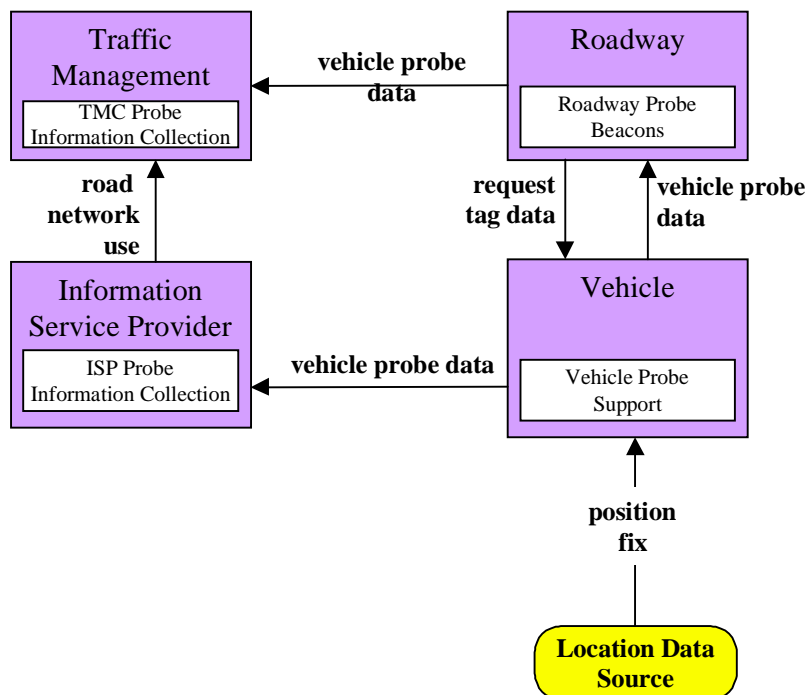 Traffic
Management
TMC Probe
Information Collection
vehicle probe
data
Roadway
Roadway Probe
Beacons
road
network
use
request
tag data
vehicle probe
data
Information
Service Provider
ISP Probe
Information Collection
vehicle probe data
Vehicle
Vehicle Probe
Support
position
fix
Location Data
Source